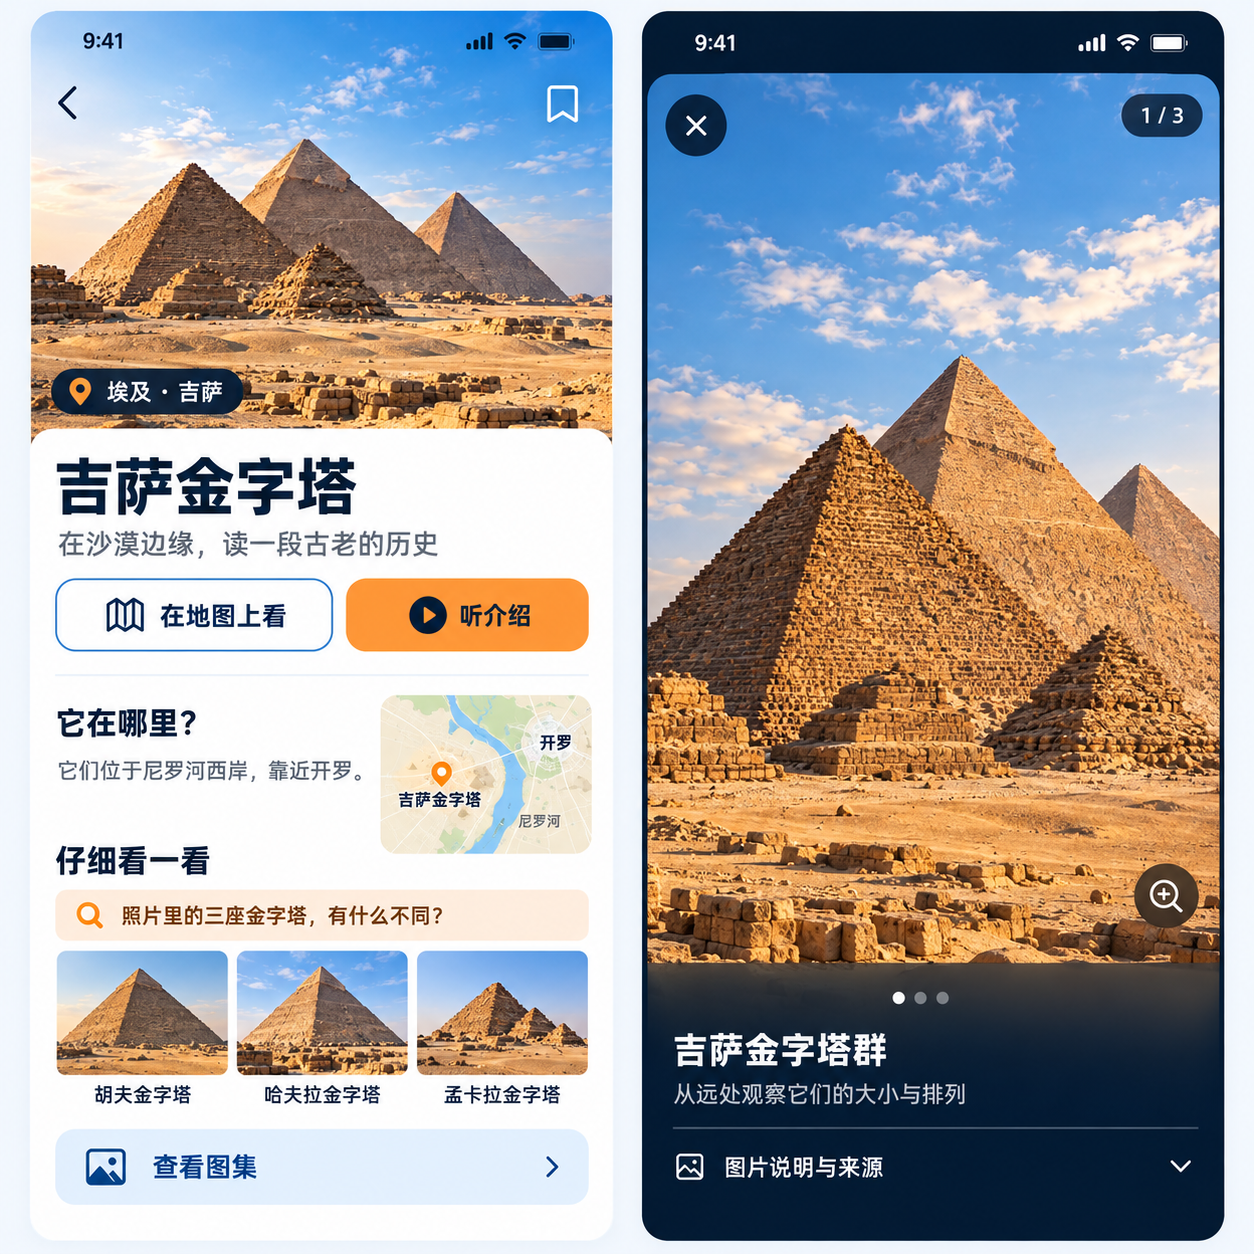 9:41
埃及 · 吉萨
吉萨金字塔
在沙漠边缘，读一段古老的历史
在地图上看
听介绍
它在哪里？
它们位于尼罗河西岸，靠近开罗。
开罗
吉萨金字塔
尼罗河
仔细看一看
照片里的三座金字塔，有什么不同？
胡夫金字塔
哈夫拉金字塔
孟卡拉金字塔
查看图集
9:41
1 / 3
吉萨金字塔群
从远处观察它们的大小与排列
图片说明与来源